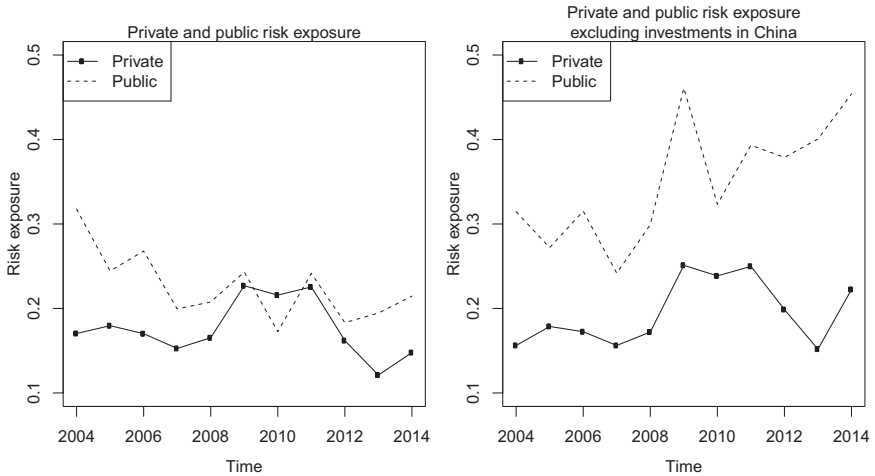 Private and public risk exposure
0.5
0.4
0.3
0.2
0.1
Risk exposure
Private
Public
2004 2006 2008 2010 2012 2014
Time
Private and public risk exposure
excluding investments in China
0.5
0.4
0.3
0.2
0.1
Risk exposure
Private
Public
2004 2006 2008 2010 2012 2014
Time